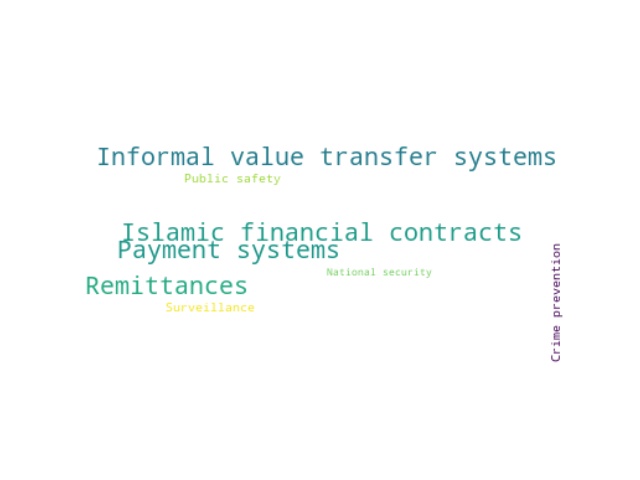 Informal value transfer systems
Public safety
Islamic financial contracts
Payment systems
National security
Remittances
Surveillance
Crime prevention